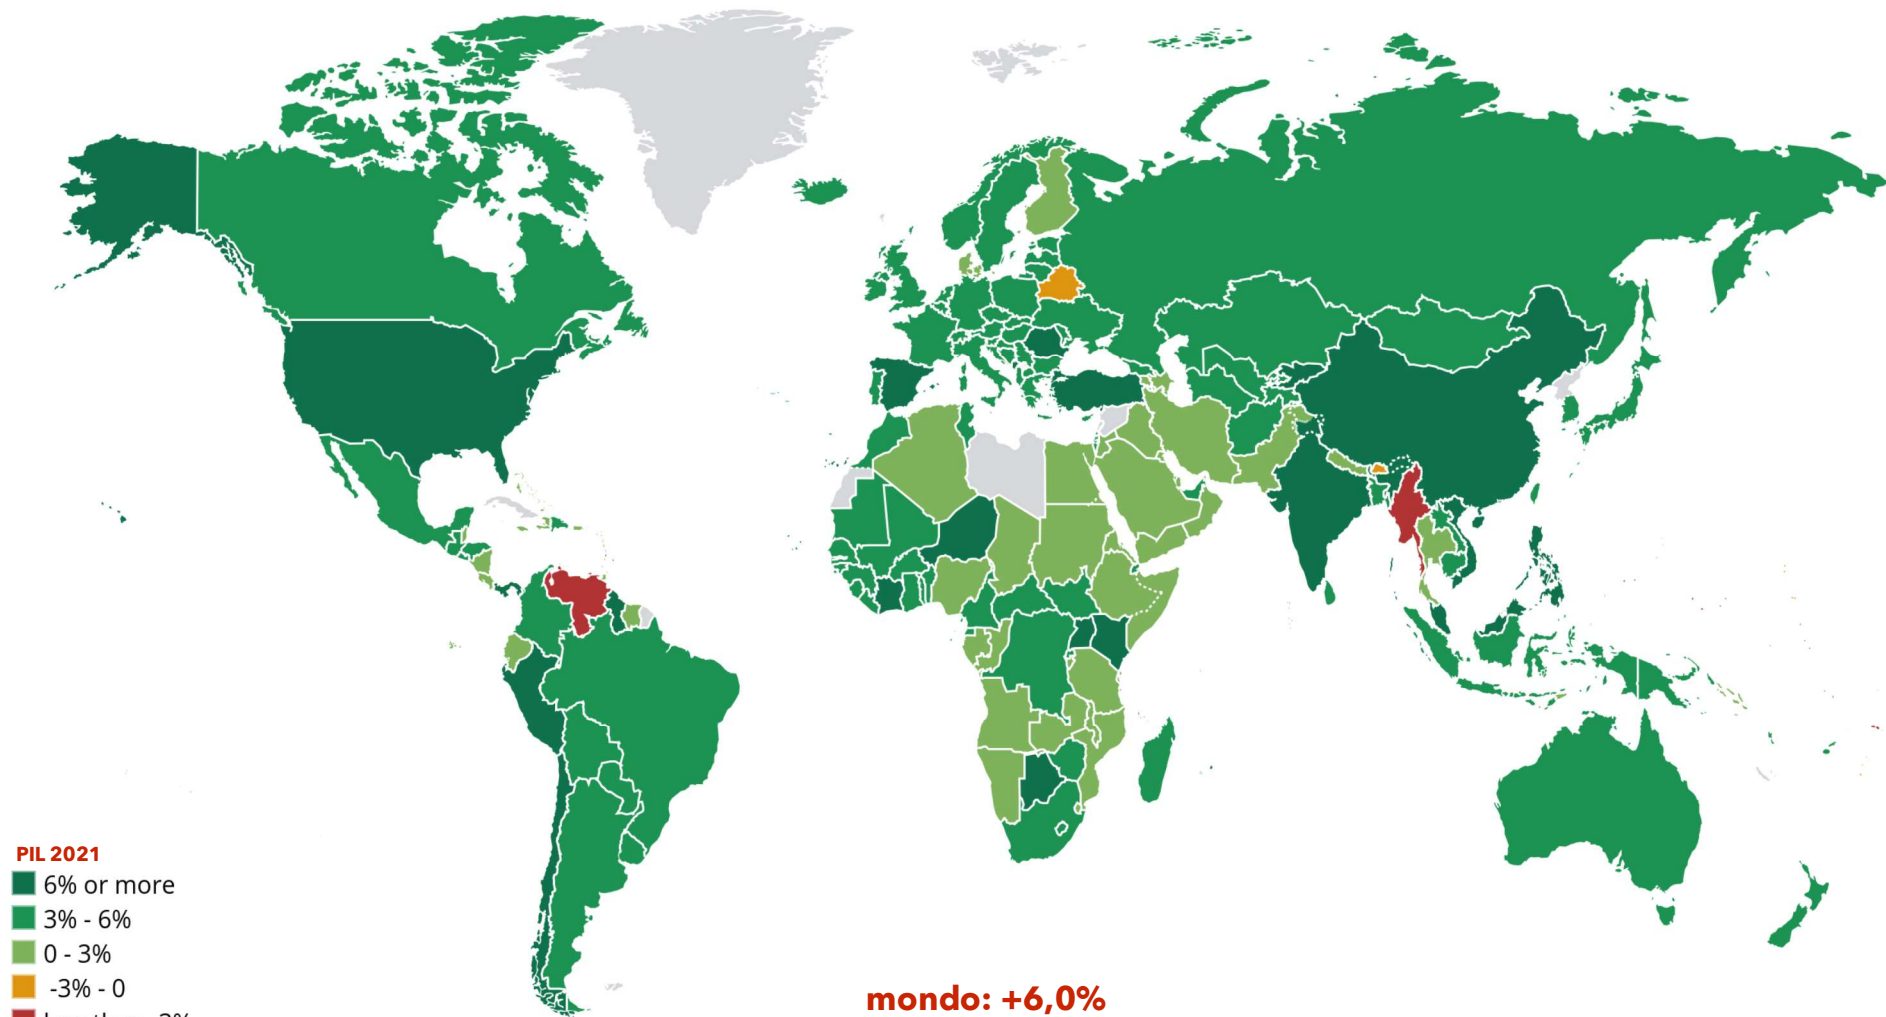 PIL 2021
6% or more
3% - 6%
0 - 3%
-3% - 0
mondo: +6,0%